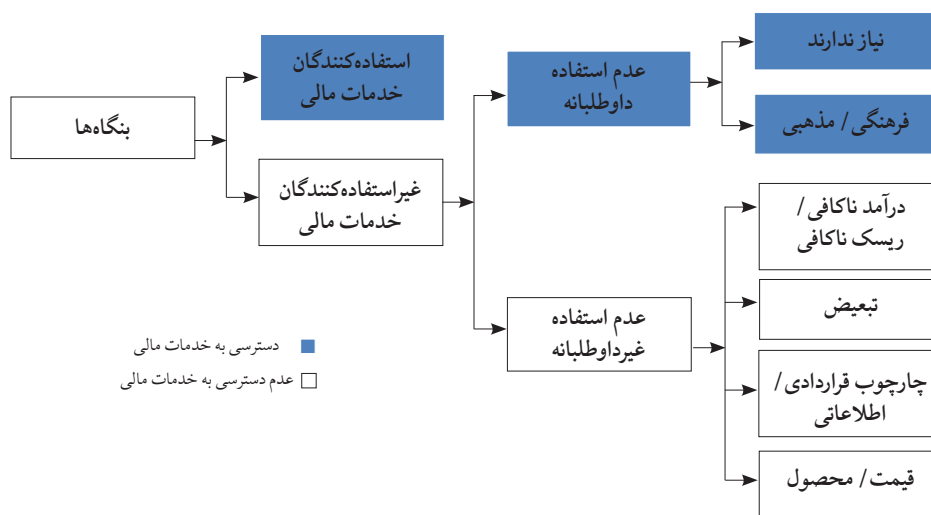 بنگاه‌ها
استفاده‌کنندگان
خدمات مالی
غیراستفاده‌کنندگان
خدمات مالی
عدم استفاده
داوطلبانه
عدم استفاده
غیرداوطلبانه
نیاز ندارند
فرهنگی / مذهبی
درآمد ناکافی /
ریسک ناکافی
تبعیض
چارچوب قراردادی /
اطلاعاتی
قیمت / محصول
دسترسی به خدمات مالی
عدم دسترسی به خدمات مالی